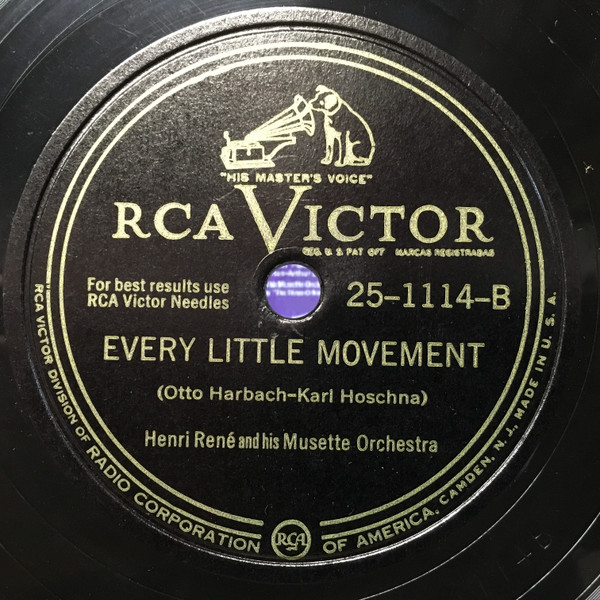 "HIS MASTER'S VOICE"
RCA VICTOR
REG. U. S. PAT. OFF. MARCAS REGISTRADAS
For best results use
RCA Victor Needles
25-1114-B
EVERY LITTLE MOVEMENT
(Otto Harbach-Karl Hoschna)
Henri René and his Musette Orchestra
RCA VICTOR DIVISION OF RADIO CORPORATION OF AMERICA, CAMDEN, N. J., MADE IN U. S. A.
RCA